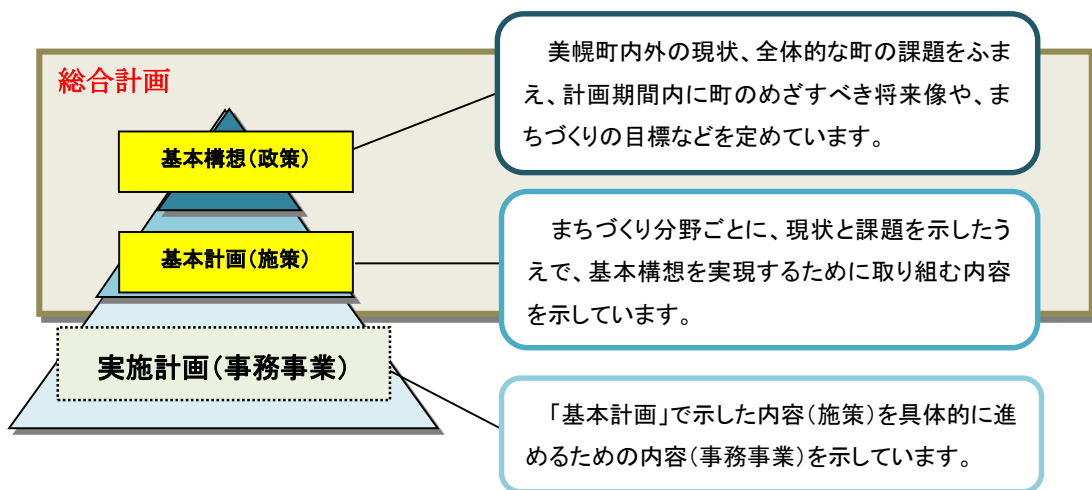 総合計画
基本構想(政策)
美幌町内外の現状、全体的な町の課題をふま
え、計画期間内に町のめざすべき将来像や、ま
ちづくりの目標などを定めています。
基本計画(施策)
まちづくり分野ごとに、現状と課題を示したう
えで、基本構想を実現するために取り組む内容
を示しています。
実施計画(事務事業)
「基本計画」で示した内容(施策)を具体的に進
めるための内容(事務事業)を示しています。